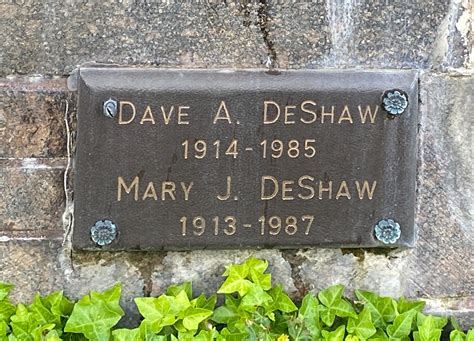 DAVE A. DESHAW
1914-1985
MARY J. DESHAW
1913-1987